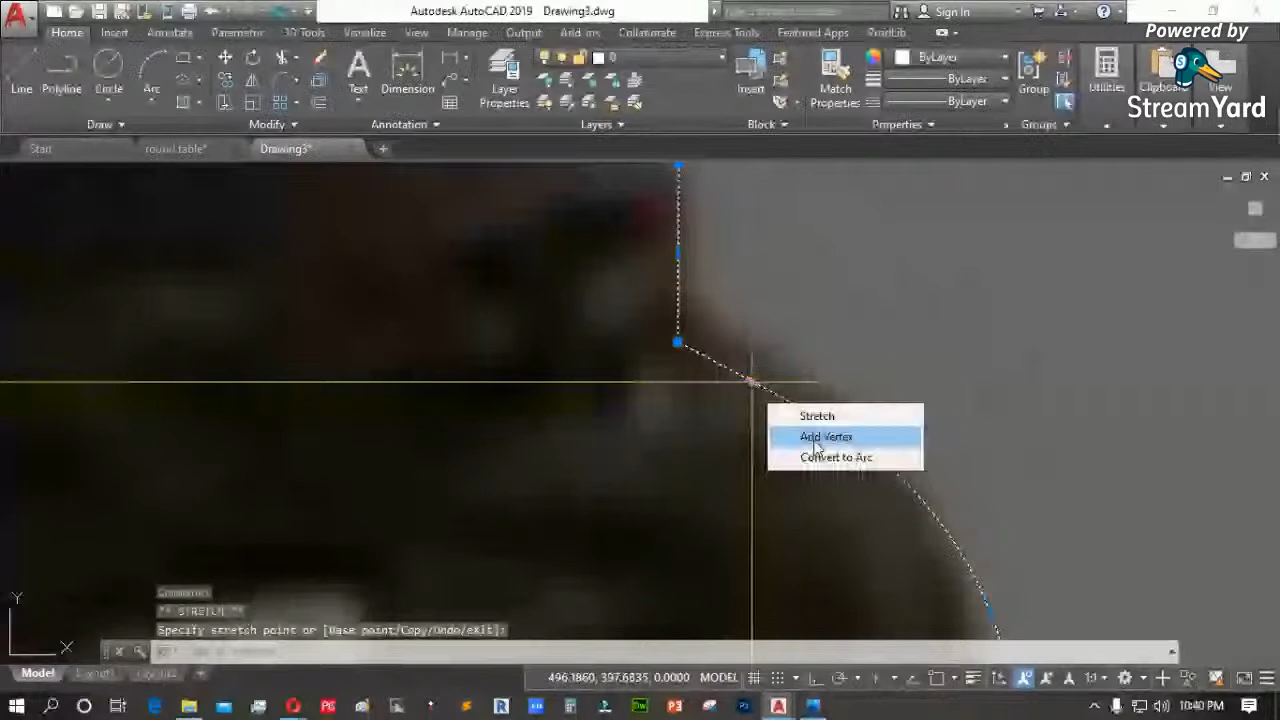 Autodesk AutoCAD 2019 Drawing3.dwg
Sign In
Home Insert Annotate Parametric 3D Tools Visualize View Manage Output Add-ins Collaborate Express Tools Featured Apps
Powered by
StreamYard
Line Polyline Circle Arc
Text Dimension
Layer Properties
0
Insert
Match Properties
ByLayer
ByLayer
ByLayer
Group
Utilities
Clipboard
View
Draw Modify Annotation Layers Block Properties Groups
Start round table* Drawing3*
Stretch
Add Vertex
Convert to Arc
Y
X
Command:
** STRETCH **
Specify stretch point or [Base point/Copy/Undo/eXit]:
Model
496.1860, 397.6835, 0.0000 MODEL
1:1
10:40 PM